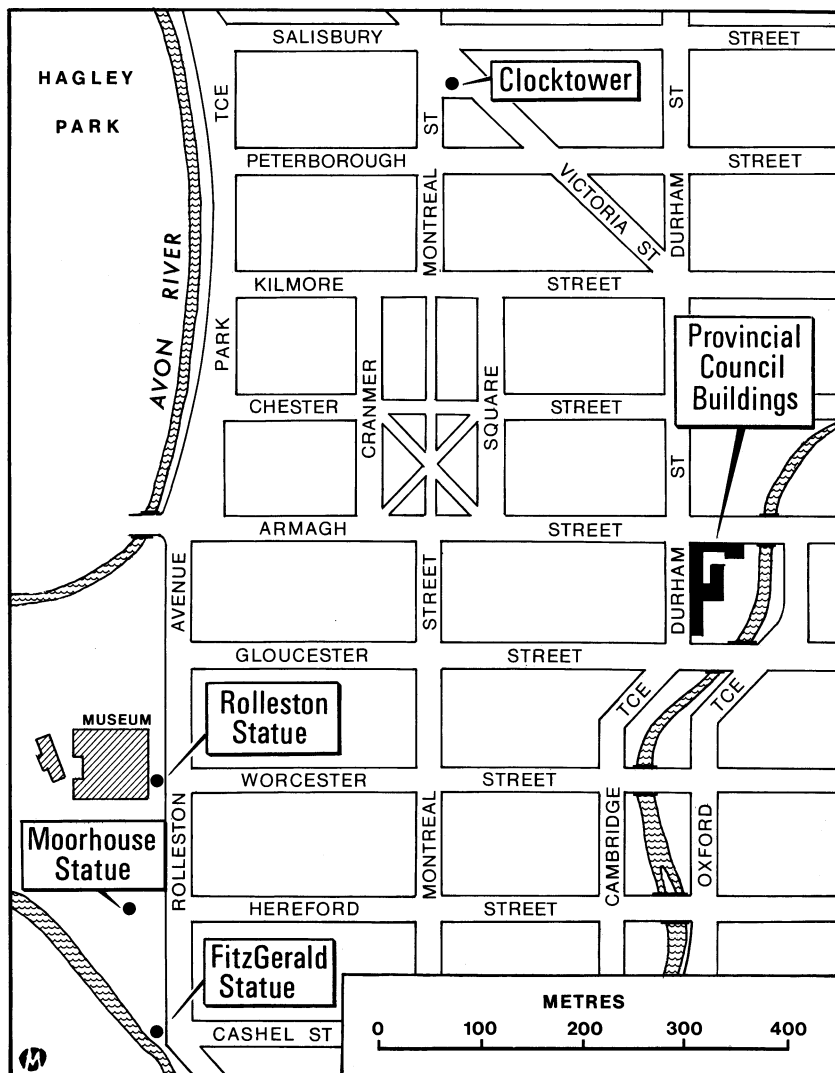 SALISBURY STREET
HAGLEY
PARK
TCE
ST
Clocktower
ST
PETERBOROUGH STREET
MONTREAL
VICTORIA ST
DURHAM
AVON RIVER
KILMORE STREET
PARK
Provincial
Council
Buildings
CHESTER STREET
CRANMER SQUARE
ST
ARMAGH STREET
AVENUE
STREET
DURHAM
GLOUCESTER STREET
TCE
TCE
Rolleston
Statue
MUSEUM
WORCESTER STREET
Moorhouse
Statue
ROLLESTON
MONTREAL
CAMBRIDGE
OXFORD
HEREFORD STREET
FitzGerald
Statue
CASHEL ST
METRES
0 100 200 300 400
M